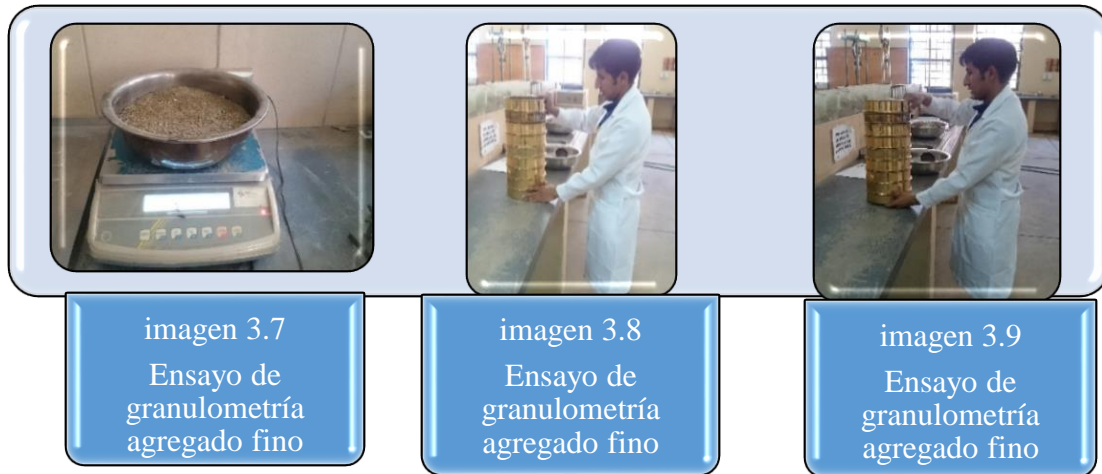 imagen 3.7
Ensayo de
granulometría
agregado fino
imagen 3.8
Ensayo de
granulometría
agregado fino
imagen 3.9
Ensayo de
granulometría
agregado fino